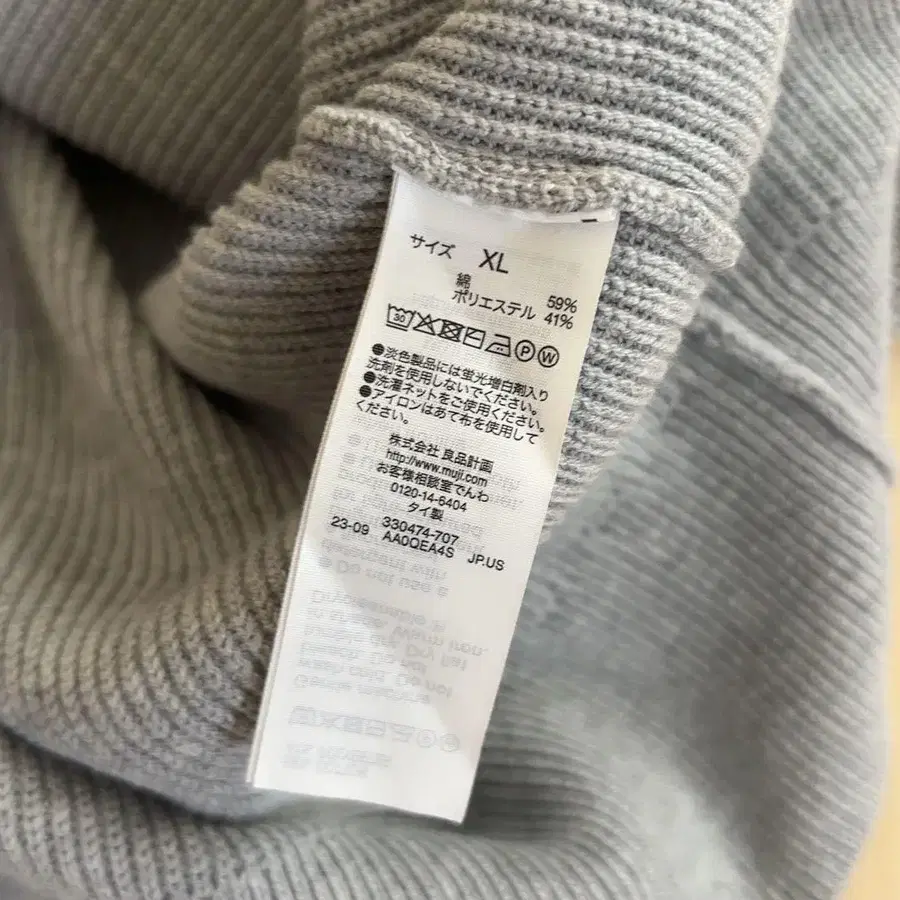 サイズ XL
綿 59%
ポリエステル 41%
30 P W
●淡色製品には蛍光増白剤入り
洗剤を使用しないでください。
●洗濯ネットをご使用ください。
●アイロンはあて布を使用して
ください。
株式会社 良品計画
http://www.muji.com
お客様相談室でんわ
0120-14-6404
タイ製
330474-707
23-09 AA0QEA4S JP.US